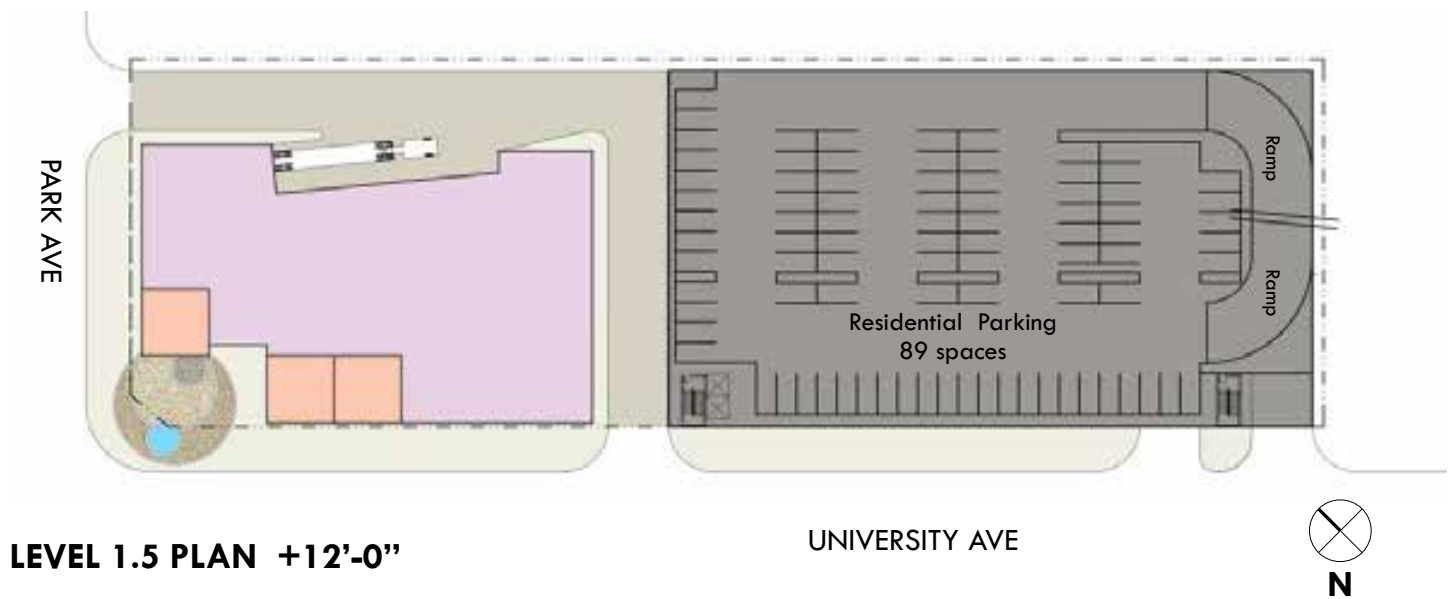 PARK AVE
Ramp
Ramp
Residential Parking
89 spaces
UNIVERSITY AVE
LEVEL 1.5 PLAN +12’-0”
N